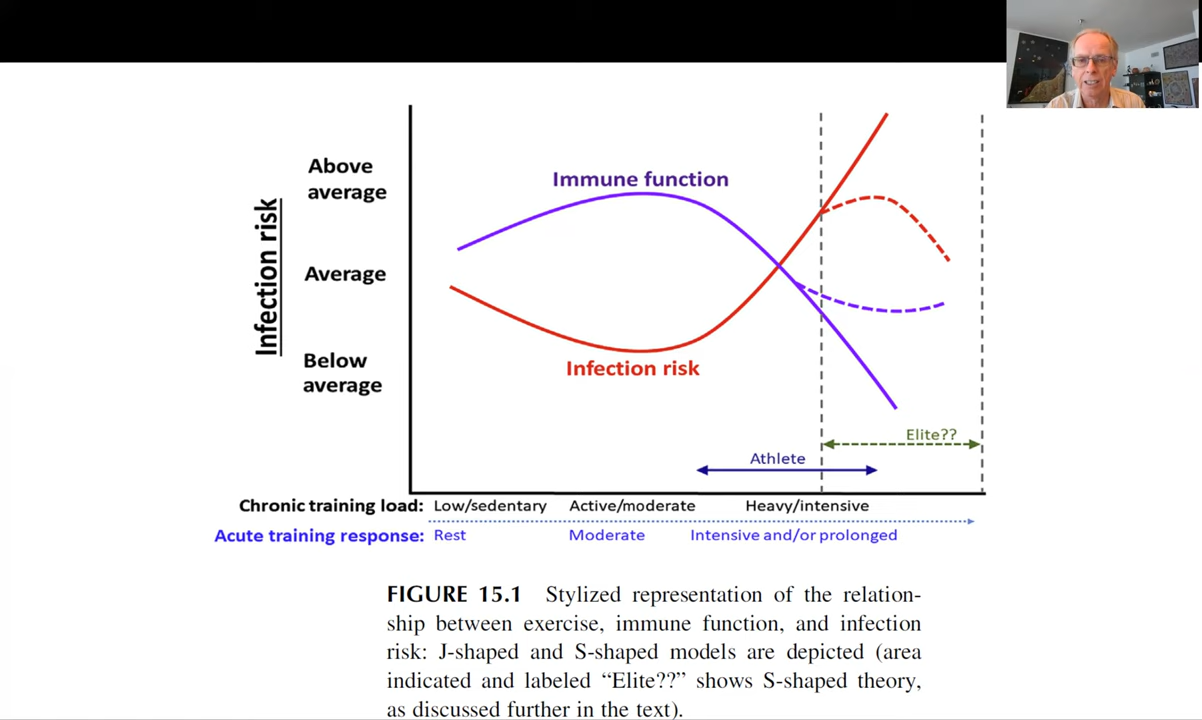 Infection risk
Above
average
Average
Below
average
Immune function
Infection risk
Elite??
Athlete
Chronic training load: Low/sedentary Active/moderate Heavy/intensive
Acute training response: Rest Moderate Intensive and/or prolonged
FIGURE 15.1 Stylized representation of the relation-
ship between exercise, immune function, and infection
risk: J-shaped and S-shaped models are depicted (area
indicated and labeled “Elite??” shows S-shaped theory,
as discussed further in the text).